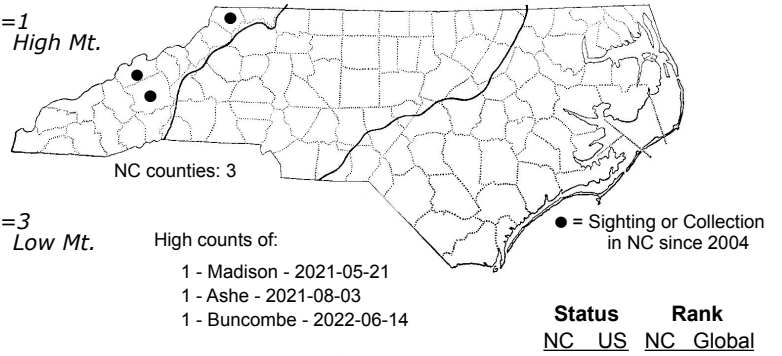 =1
High Mt.
NC counties: 3
=3
Low Mt.
High counts of:
1 - Madison - 2021-05-21
1 - Ashe - 2021-08-03
1 - Buncombe - 2022-06-14
● = Sighting or Collection
in NC since 2004
Status Rank
NC US NC Global